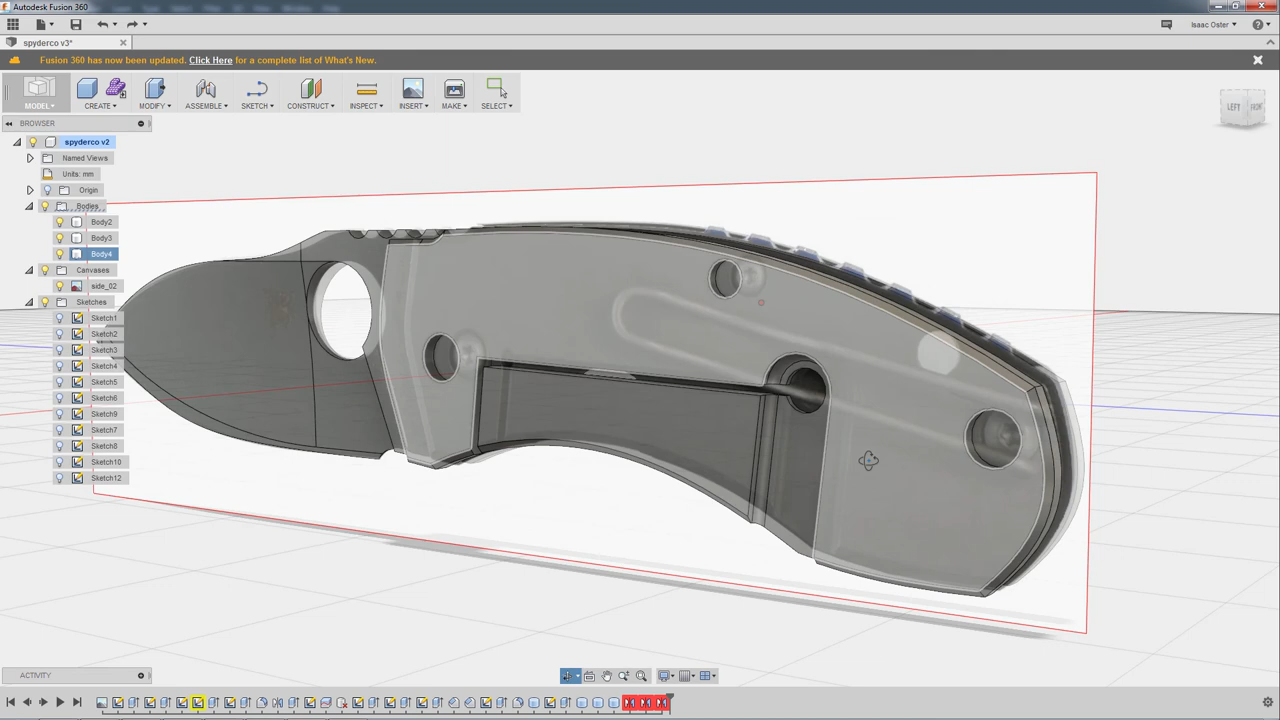 Autodesk Fusion 360
Isaac Oster
spyderco v3*
Fusion 360 has now been updated. Click Here for a complete list of What's New.
MODEL CREATE MODIFY ASSEMBLE SKETCH CONSTRUCT INSPECT INSERT MAKE SELECT
BROWSER
LEFT FRONT
spyderco v2
Named Views
Units: mm
Origin
Bodies
Body2
Body3
Body4
Canvases
side_02
Sketches
Sketch1
Sketch2
Sketch3
Sketch4
Sketch5
Sketch6
Sketch9
Sketch7
Sketch8
Sketch10
Sketch12
ACTIVITY